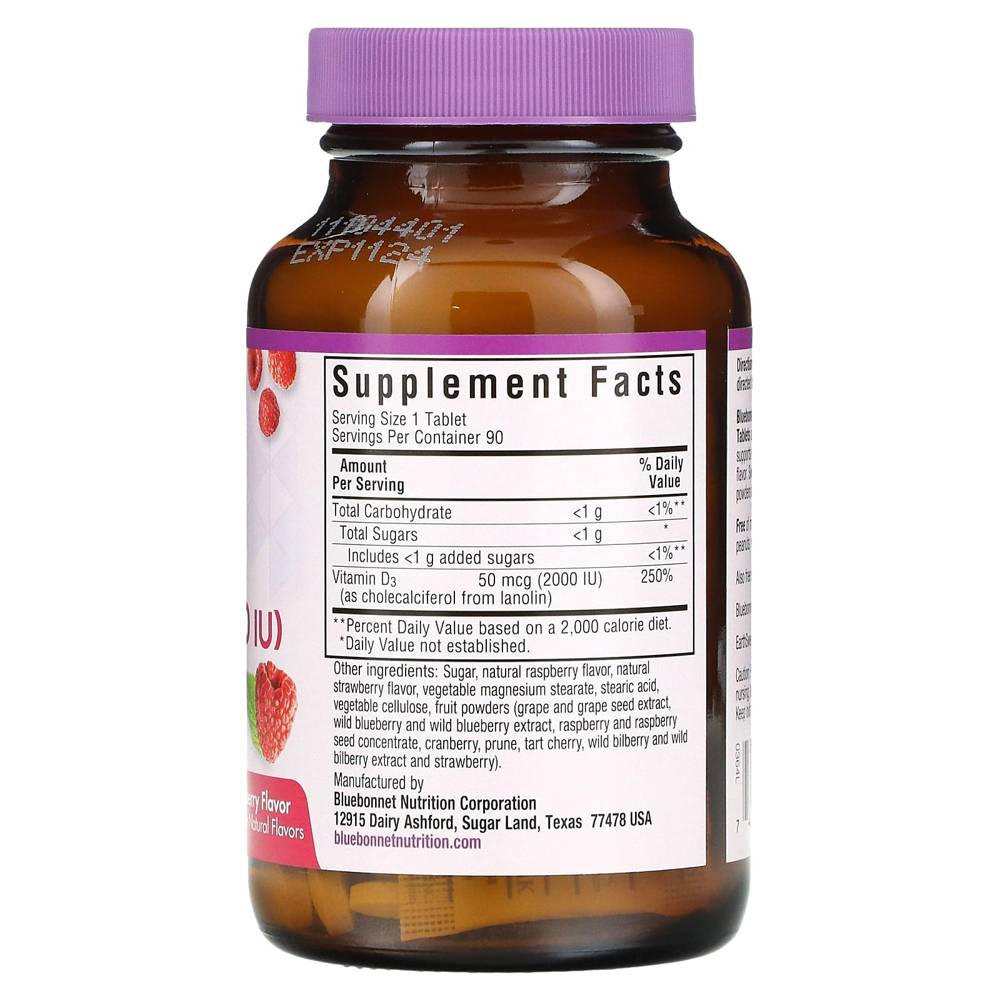 EXP1124
Supplement Facts
Serving Size 1 Tablet
Servings Per Container 90
Amount Per Serving % Daily Value
Total Carbohydrate <1 g <1%**
Total Sugars <1 g *
Includes <1 g added sugars <1%**
Vitamin D3 50 mcg (2000 IU) 250%
(as cholecalciferol from lanolin)
**Percent Daily Value based on a 2,000 calorie diet.
*Daily Value not established.
Other ingredients: Sugar, natural raspberry flavor, natural
strawberry flavor, vegetable magnesium stearate, stearic acid,
vegetable cellulose, fruit powders (grape and grape seed extract,
wild blueberry and wild blueberry extract, raspberry and raspberry
seed concentrate, cranberry, prune, tart cherry, wild bilberry and wild
bilberry extract and strawberry).
Manufactured by
Bluebonnet Nutrition Corporation
12915 Dairy Ashford, Sugar Land, Texas 77478 USA
bluebonnetnutrition.com
IU)
Flavor
Natural Flavors
Tablets
Free of
0364L
7